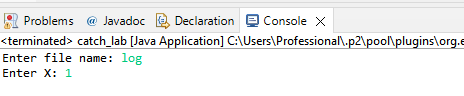 Problems @ Javadoc Declaration Console
<terminated> catch_lab [Java Application] C:\Users\Professional\.p2\pool\plugins\org.e
Enter file name: log
Enter X: 1